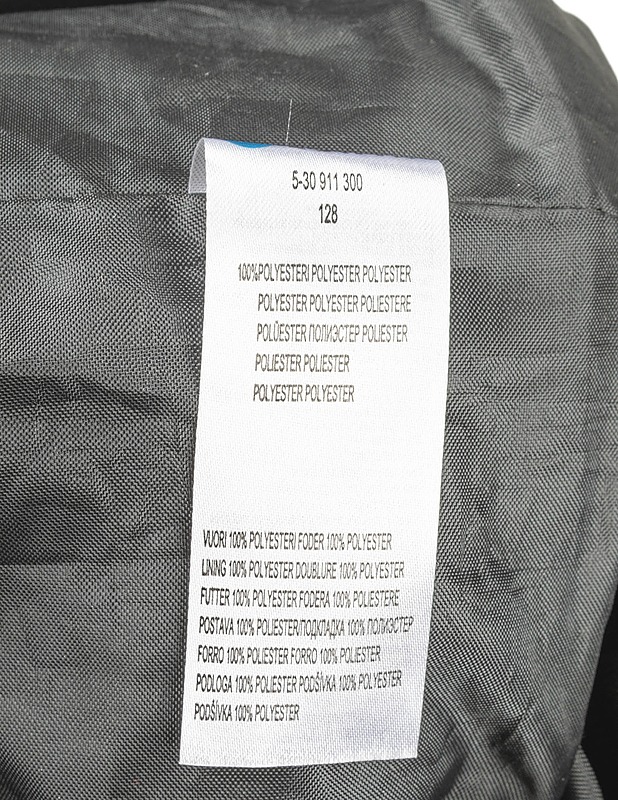 5-30 911 300
128
100%POLYESTERI POLYESTER POLYESTER
POLYESTER POLYESTER POLIESTERE
POLÜESTER ПОЛИЭСТЕР POLIESTER
POLIESTER POLIESTER
POLYESTER POLYESTER
VUORI 100% POLYESTERI FODER 100% POLYESTER
LINING 100% POLYESTER DOUBLURE 100% POLYESTER
FUTTER 100% POLYESTER FODERA 100% POLIESTERE
POSTAVA 100% POLIESTER/ПОДКЛАДКА 100% ПОЛИЭСТЕР
FORRO 100% POLIESTER FORRO 100% POLIESTER
PODLOGA 100% POLIESTER PODŠÍVKA 100% POLYESTER
PODŠÍVKA 100% POLYESTER